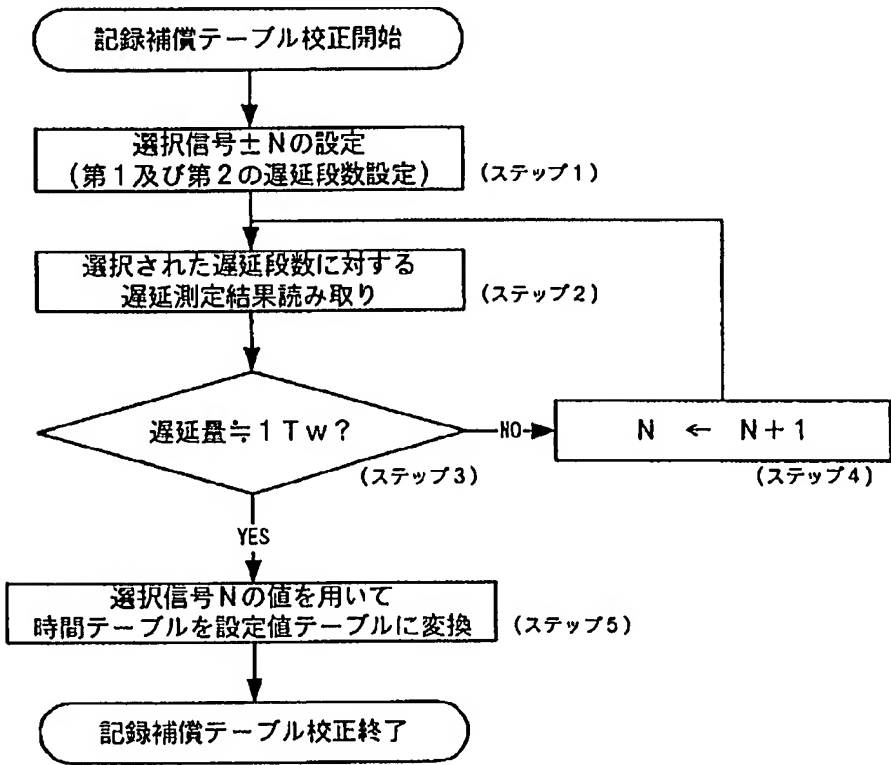 記録補償テーブル校正開始
選択信号±Nの設定
(第1及び第2の遅延段数設定)
(ステップ1)
選択された遅延段数に対する
遅延測定結果読み取り
(ステップ2)
遅延量≒1Tw?
(ステップ3)
NO
N ← N+1
(ステップ4)
YES
選択信号Nの値を用いて
時間テーブルを設定値テーブルに変換
(ステップ5)
記録補償テーブル校正終了